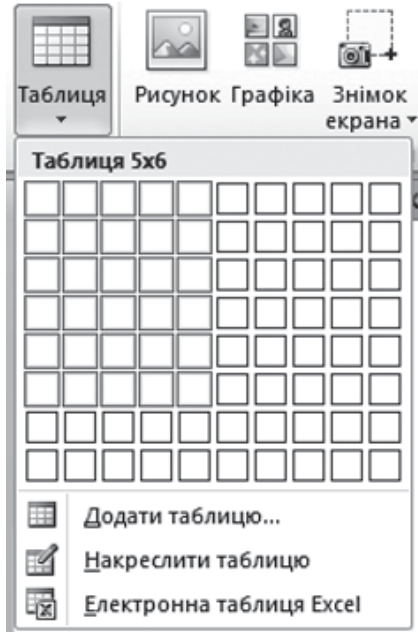 Таблиця Рисунок Графіка Знімок
екрана
Таблиця 5x6
Додати таблицю...
Накреслити таблицю
Електронна таблиця Excel